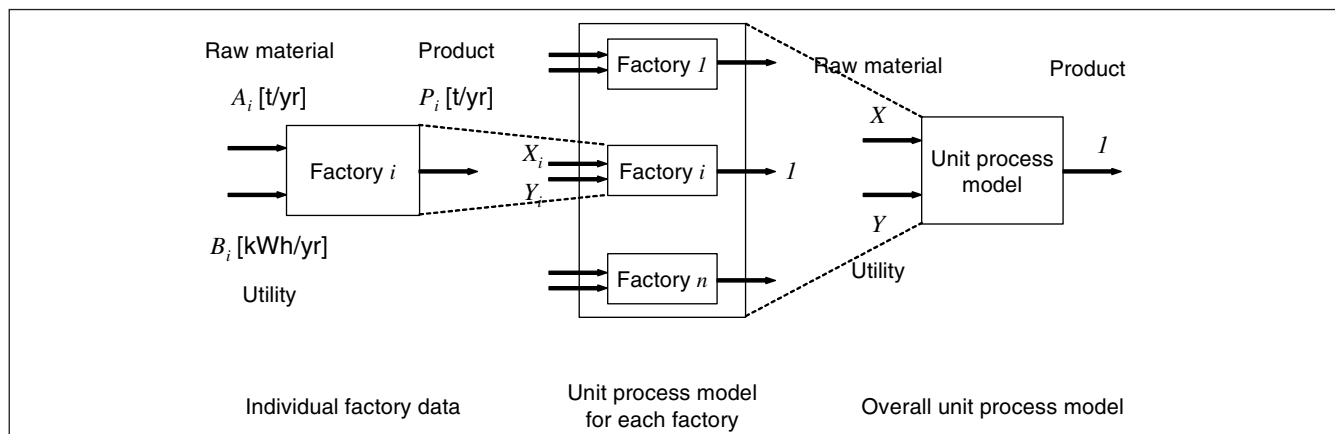 Raw material
Product
A_i [t/yr]
P_i [t/yr]
Factory i
B_i [kWh/yr]
Utility
Individual factory data
Factory 1
X_i
Y_i
Factory i
1
Factory n
Unit process model
for each factory
Raw material
Product
X
Unit process
model
1
Y
Utility
Overall unit process model